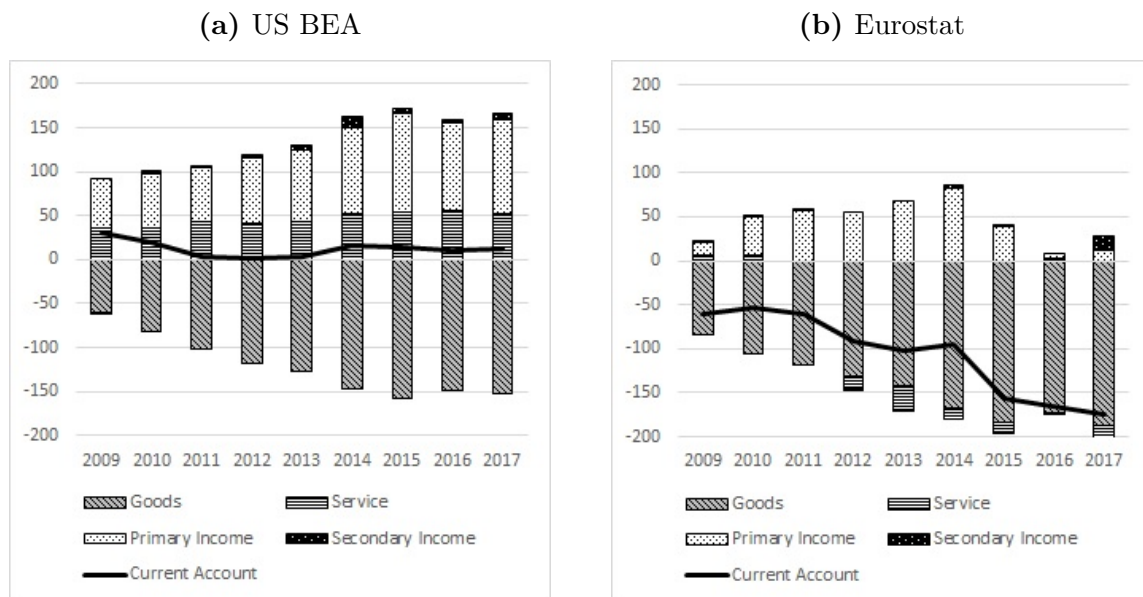 (a) US BEA
200
150
100
50
0
-50
-100
-150
-200
2009 2010 2011 2012 2013 2014 2015 2016 2017
Goods Service
Primary Income Secondary Income
Current Account
(b) Eurostat
200
150
100
50
0
-50
-100
-150
-200
2009 2010 2011 2012 2013 2014 2015 2016 2017
Goods Service
Primary Income Secondary Income
Current Account